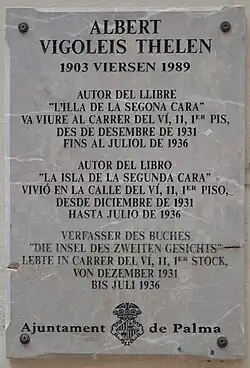 ALBERT
VIGOLEIS THELEN
1903 VIERSEN 1989
AUTOR DEL LLIBRE
"L'ILLA DE LA SEGONA CARA"
VA VIURE AL CARRER DEL VÍ, 11, 1ER PIS,
DES DE DESEMBRE DE 1931
FINS AL JULIOL DE 1936
AUTOR DEL LIBRO
"LA ISLA DE LA SEGUNDA CARA"
VIVIÓ EN LA CALLE DEL VÍ, 11, 1ER PISO,
DESDE DICIEMBRE DE 1931
HASTA JULIO DE 1936
VERFASSER DES BUCHES
"DIE INSEL DES ZWEITEN GESICHTS"
LEBTE IN CARRER DEL VÍ, 11, 1ER STOCK,
VON DEZEMBER 1931
BIS JULI 1936
Ajuntament de Palma